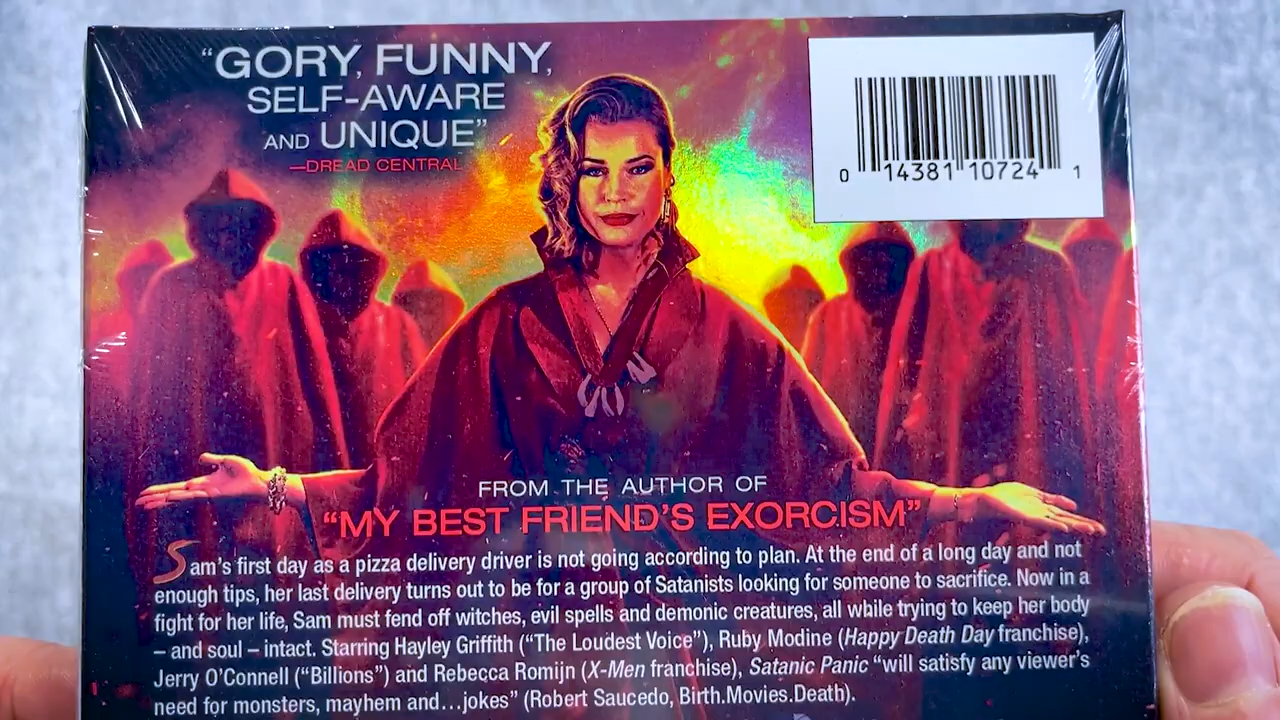 “GORY, FUNNY,
SELF-AWARE
AND UNIQUE”
—DREAD CENTRAL
0 14381 10724 1
FROM THE AUTHOR OF
“MY BEST FRIEND’S EXORCISM”
Sam’s first day as a pizza delivery driver is not going according to plan. At the end of a long day and not
enough tips, her last delivery turns out to be for a group of Satanists looking for someone to sacrifice. Now in a
fight for her life, Sam must fend off witches, evil spells and demonic creatures, all while trying to keep her body
– and soul – intact. Starring Hayley Griffith (“The Loudest Voice”), Ruby Modine (Happy Death Day franchise),
Jerry O’Connell (“Billions”) and Rebecca Romijn (X-Men franchise), Satanic Panic “will satisfy any viewer’s
need for monsters, mayhem and…jokes” (Robert Saucedo, Birth.Movies.Death).